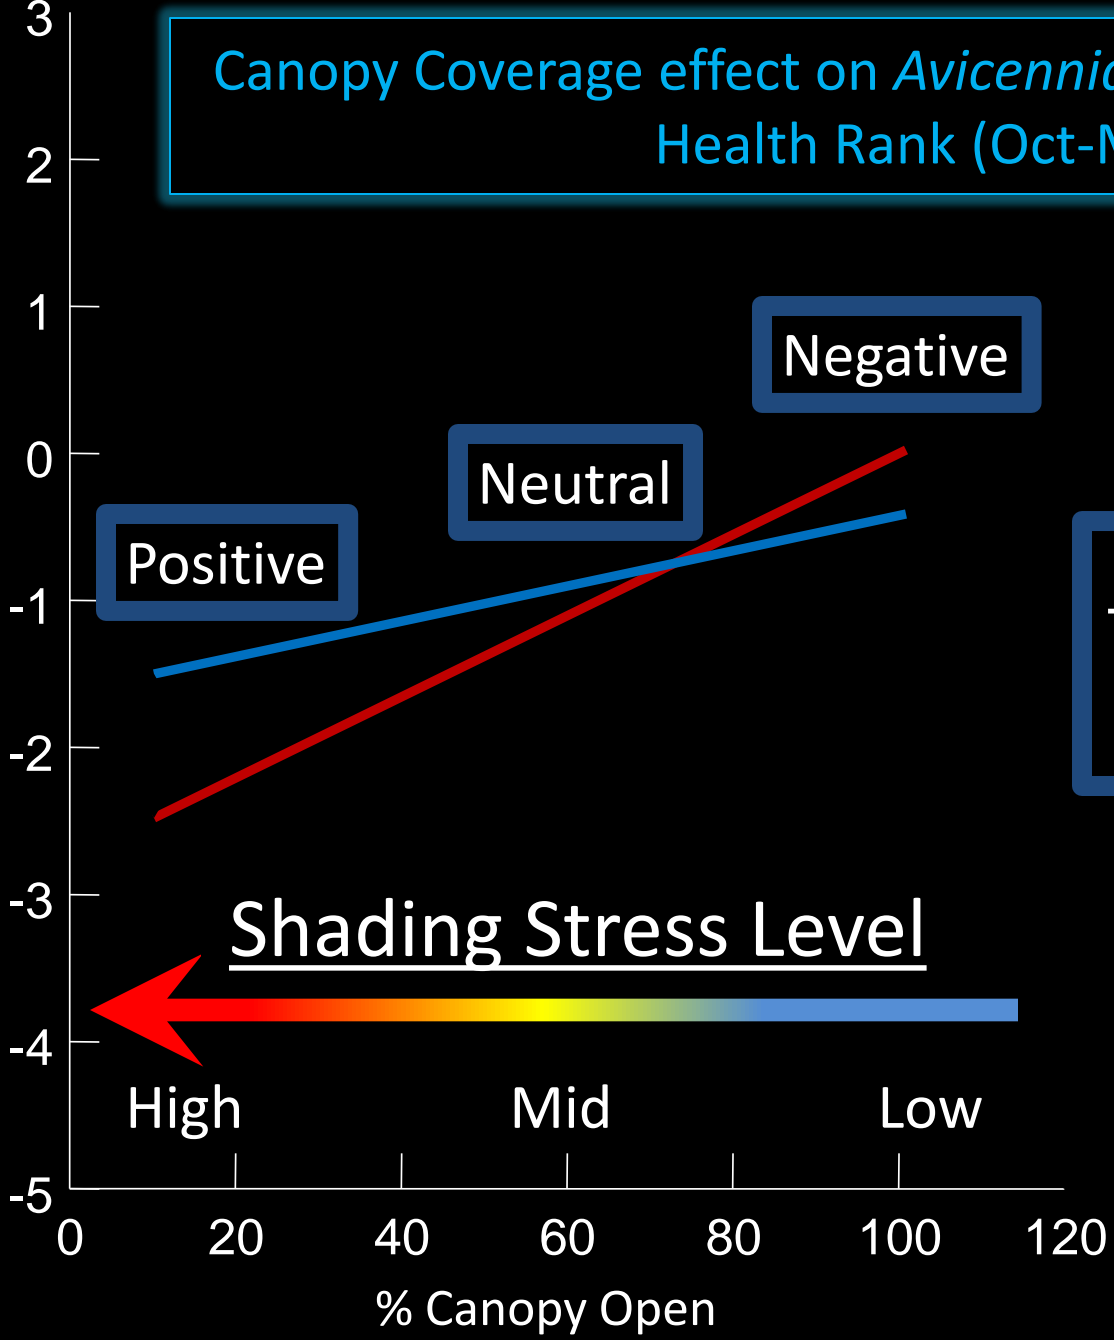 3
Canopy Coverage effect on
Health Rank (Oct-
2
1
Negative
0
Neutral
Positive
-1
-2
-3
Shading Stress Level
-4
High Mid Low
-5
0 20 40 60 80 100 120
% Canopy Open